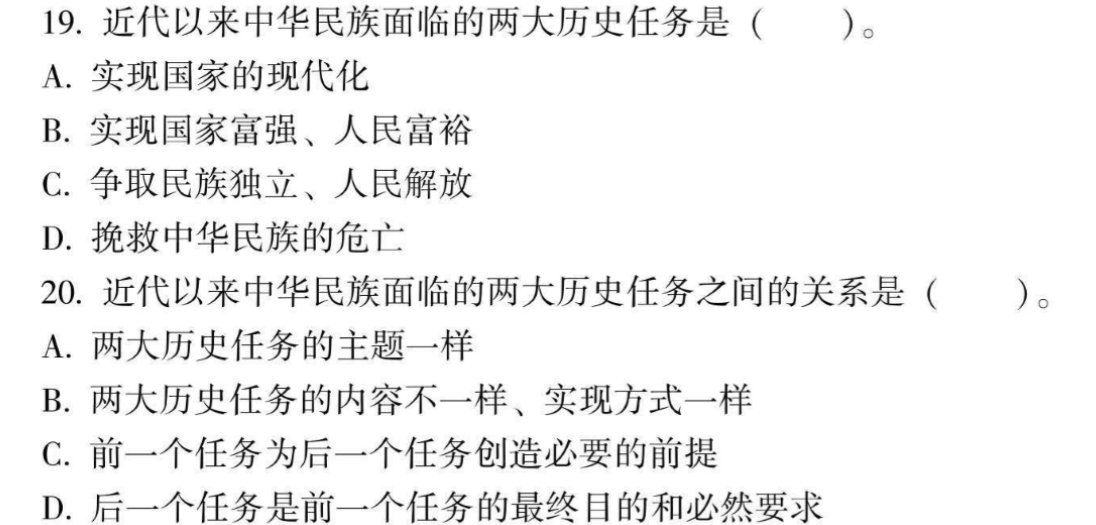 19. 近代以来中华民族面临的两大历史任务是（　　）。
A. 实现国家的现代化
B. 实现国家富强、人民富裕
C. 争取民族独立、人民解放
D. 挽救中华民族的危亡
20. 近代以来中华民族面临的两大历史任务之间的关系是（　　）。
A. 两大历史任务的主题一样
B. 两大历史任务的内容不一样、实现方式一样
C. 前一个任务为后一个任务创造必要的前提
D. 后一个任务是前一个任务的最终目的和必然要求